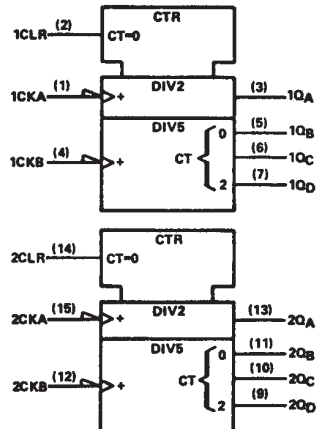 CTR
1CLR (2) CT=0
1CKA (1) + DIV2 (3) 1QA
DIV5
0 (5) 1QB
1CKB (4) + CT (6) 1QC
2 (7) 1QD
CTR
2CLR (14) CT=0
2CKA (15) + DIV2 (13) 2QA
DIV5
0 (11) 2QB
2CKB (12) + CT (10) 2QC
2 (9) 2QD